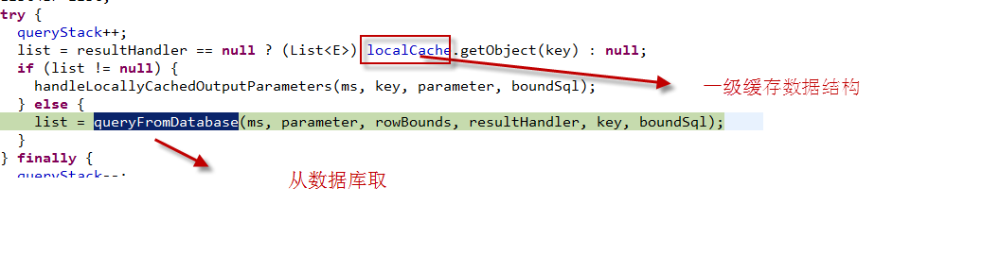 try {
queryStack++;
list = resultHandler == null ? (List<E>) localCache.getObject(key) : null;
if (list != null) {
handleLocallyCachedOutputParameters(ms, key, parameter, boundSql);
一级缓存数据结构
} else {
list = queryFromDatabase(ms, parameter, rowBounds, resultHandler, key, boundSql);
}
} finally {
queryStack--;
从数据库取